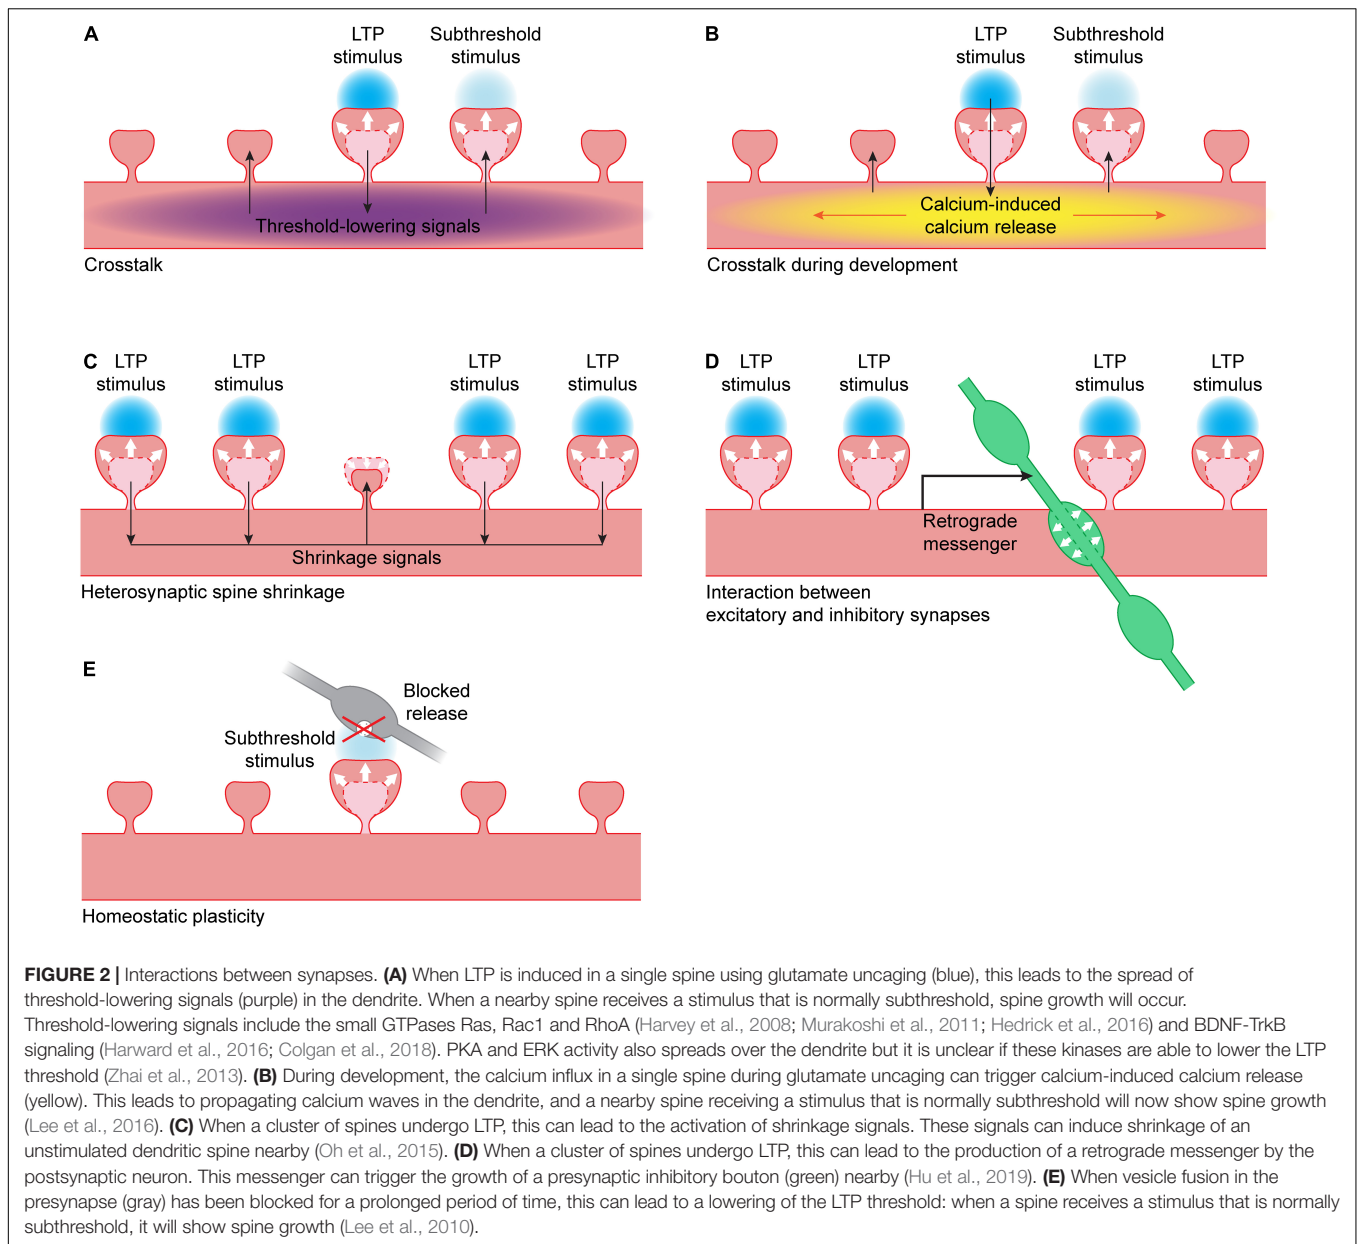 A
LTP
stimulus
Subthreshold
stimulus
Threshold-lowering signals
Crosstalk
B
LTP
stimulus
Subthreshold
stimulus
Calcium-induced
calcium release
Crosstalk during development
C
LTP
stimulus
LTP
stimulus
LTP
stimulus
LTP
stimulus
Shrinkage signals
Heterosynaptic spine shrinkage
D
LTP
stimulus
LTP
stimulus
LTP
stimulus
LTP
stimulus
Retrograde
messenger
Interaction between
excitatory and inhibitory synapses
E
Blocked
release
Subthreshold
stimulus
Homeostatic plasticity
FIGURE 2 | Interactions between synapses. (A) When LTP is induced in a single spine using glutamate uncaging (blue), this leads to the spread of
threshold-lowering signals (purple) in the dendrite. When a nearby spine receives a stimulus that is normally subthreshold, spine growth will occur.
Threshold-lowering signals include the small GTPases Ras, Rac1 and RhoA (Harvey et al., 2008; Murakoshi et al., 2011; Hedrick et al., 2016) and BDNF-TrkB
signaling (Harward et al., 2016; Colgan et al., 2018). PKA and ERK activity also spreads over the dendrite but it is unclear if these kinases are able to lower the LTP
threshold (Zhai et al., 2013). (B) During development, the calcium influx in a single spine during glutamate uncaging can trigger calcium-induced calcium release
(yellow). This leads to propagating calcium waves in the dendrite, and a nearby spine receiving a stimulus that is normally subthreshold will now show spine growth
(Lee et al., 2016). (C) When a cluster of spines undergo LTP, this can lead to the activation of shrinkage signals. These signals can induce shrinkage of an
unstimulated dendritic spine nearby (Oh et al., 2015). (D) When a cluster of spines undergo LTP, this can lead to the production of a retrograde messenger by the
postsynaptic neuron. This messenger can trigger the growth of a presynaptic inhibitory bouton (green) nearby (Hu et al., 2019). (E) When vesicle fusion in the
presynapse (gray) has been blocked for a prolonged period of time, this can lead to a lowering of the LTP threshold: when a spine receives a stimulus that is normally
subthreshold, it will show spine growth (Lee et al., 2010).